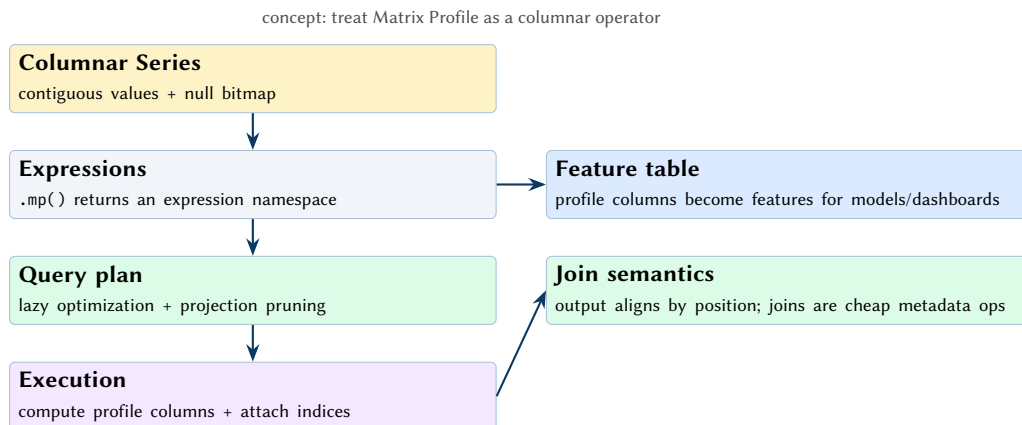 concept: treat Matrix Profile as a columnar operator
Columnar Series
contiguous values + null bitmap
Expressions
.mp() returns an expression namespace
Feature table
profile columns become features for models/dashboards
Query plan
lazy optimization + projection pruning
Join semantics
output aligns by position; joins are cheap metadata ops
Execution
compute profile columns + attach indices